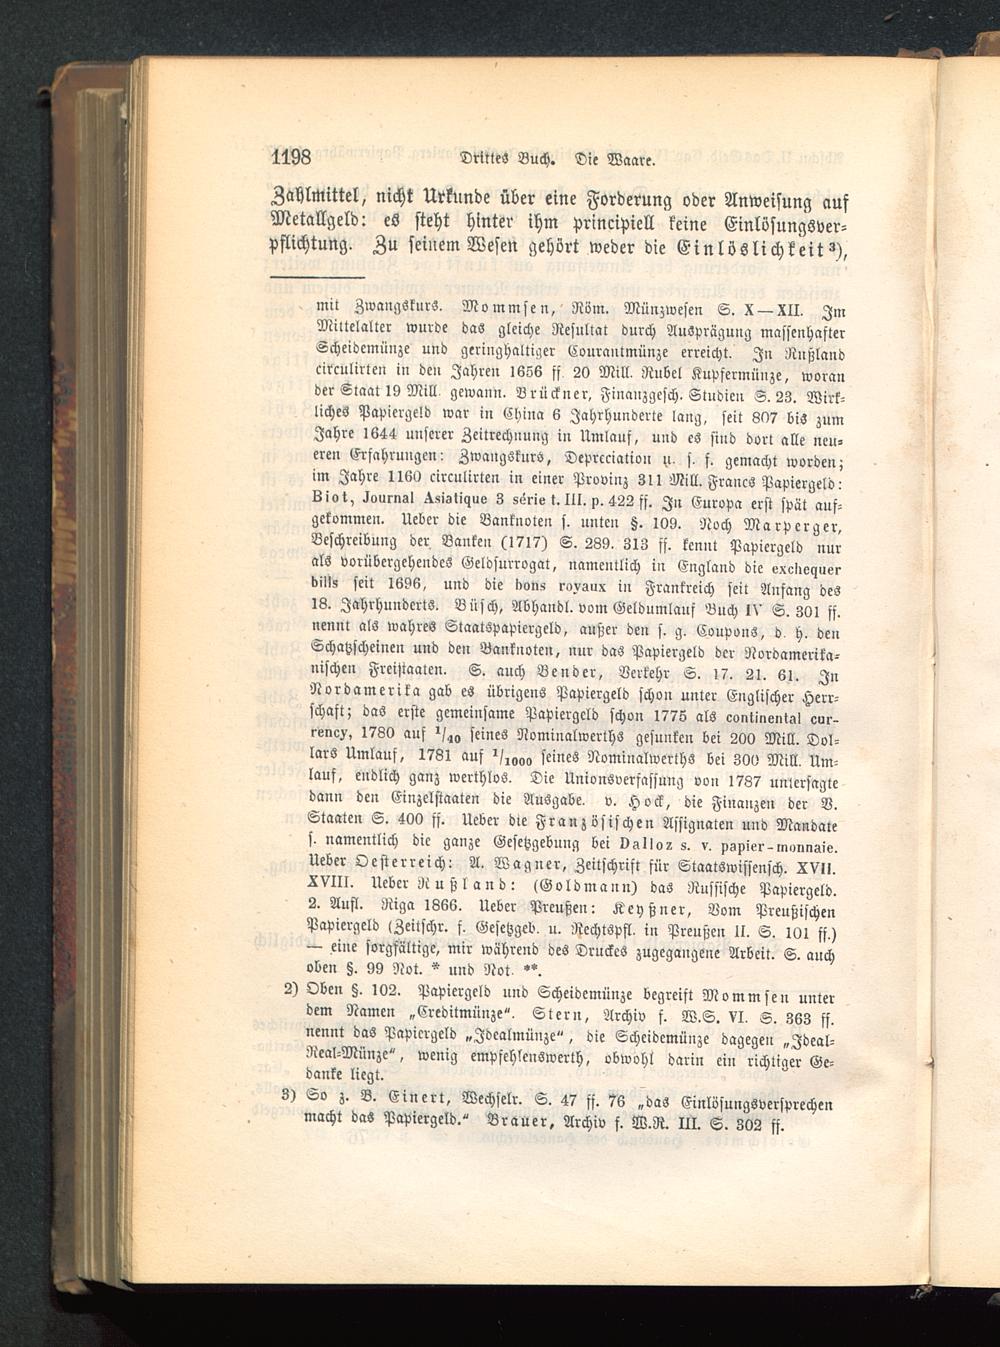 1198 Drittes Buch. Die Waare.
Zahlmittel, nicht Urkunde über eine Forderung oder Anweisung auf
Metallgeld: es steht hinter ihm principiell keine Einlösungsver-
pflichtung. Zu seinem Wesen gehört weder die Einlöslichkeit³),
mit Zwangskurs. Mommsen, Röm. Münzwesen S. X—XII. Im
Mittelalter wurde das gleiche Resultat durch Ausprägung massenhafter
Scheidemünze und geringhaltiger Courantmünze erreicht. In Rußland
circulirten in den Jahren 1656 ff. 20 Mill. Rubel Kupfermünze, woran
der Staat 19 Mill. gewann. Brückner, Finanzgesch. Studien S. 23. Wirk-
liches Papiergeld war in China 6 Jahrhunderte lang, seit 807 bis zum
Jahre 1644 unserer Zeitrechnung in Umlauf, und es sind dort alle neu-
eren Erfahrungen: Zwangskurs, Depreciation u. s. f. gemacht worden;
im Jahre 1160 circulirten in einer Provinz 311 Mill. Francs Papiergeld:
Biot, Journal Asiatique 3 série t. III. p. 422 ff. In Europa erst spät auf-
gekommen. Ueber die Banknoten s. unten §. 109. Noch Marperger,
Beschreibung der Banken (1717) S. 289. 313 ff. kennt Papiergeld nur
als vorübergehendes Geldsurrogat, namentlich in England die exchequer
bills seit 1696, und die bons royaux in Frankreich seit Anfang des
18. Jahrhunderts. Büsch, Abhandl. vom Geldumlauf Buch IV S. 301 ff.
nennt als wahres Staatspapiergeld, außer den s. g. Coupons, d. h. den
Schatzscheinen und den Banknoten, nur das Papiergeld der Nordamerika-
nischen Freistaaten. S. auch Bender, Verkehr S. 17. 21. 61. In
Nordamerika gab es übrigens Papiergeld schon unter Englischer Herr-
schaft; das erste gemeinsame Papiergeld schon 1775 als continental cur-
rency, 1780 auf ¹/₄₀ seines Nominalwerths gesunken bei 200 Mill. Dol-
lars Umlauf, 1781 auf ¹/₁₀₀₀ seines Nominalwerths bei 300 Mill. Um-
lauf, endlich ganz werthlos. Die Unionsverfassung von 1787 untersagte
dann den Einzelstaaten die Ausgabe. v. Hock, die Finanzen der V.
Staaten S. 400 ff. Ueber die Französischen Assignaten und Mandate
s. namentlich die ganze Gesetzgebung bei Dalloz s. v. papier-monnaie.
Ueber Oesterreich: A. Wagner, Zeitschrift für Staatswissensch. XVII.
XVIII. Ueber Rußland: (Goldmann) das Russische Papiergeld.
2. Aufl. Riga 1866. Ueber Preußen: Keyßner, Vom Preußischen
Papiergeld (Zeitschr. f. Gesetzgeb. u. Rechtspfl. in Preußen II. S. 101 ff.)
— eine sorgfältige, mir während des Druckes zugegangene Arbeit. S. auch
oben §. 99 Not. * und Not. **.
2) Oben §. 102. Papiergeld und Scheidemünze begreift Mommsen unter
dem Namen „Creditmünze“. Stern, Archiv f. W.S. VI. S. 363 ff.
nennt das Papiergeld „Idealmünze“, die Scheidemünze dagegen „Ideal-
Real-Münze“, wenig empfehlenswerth, obwohl darin ein richtiger Ge-
danke liegt.
3) So z. B. Einert, Wechselr. S. 47 ff. 76 „das Einlösungsversprechen
macht das Papiergeld.“ Brauer, Archiv f. W.R. III. S. 302 ff.